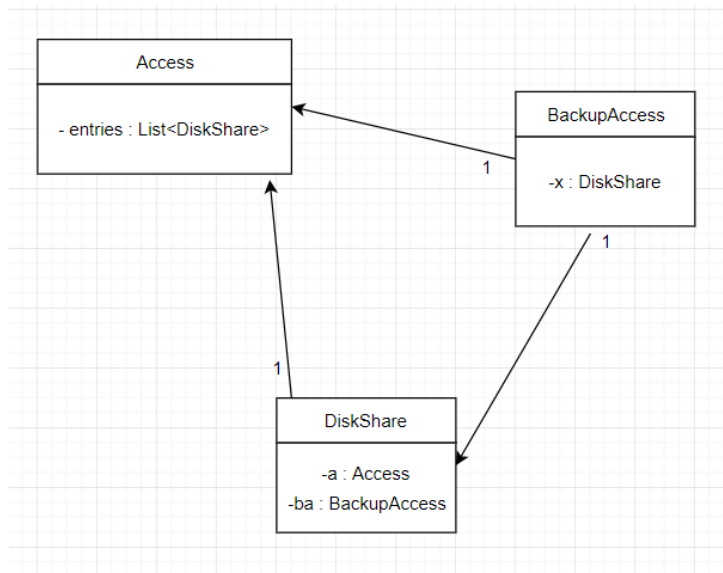 Access
- entries : List<DiskShare>
BackupAccess
-x : DiskShare
1
1
1
DiskShare
-a : Access
-ba : BackupAccess